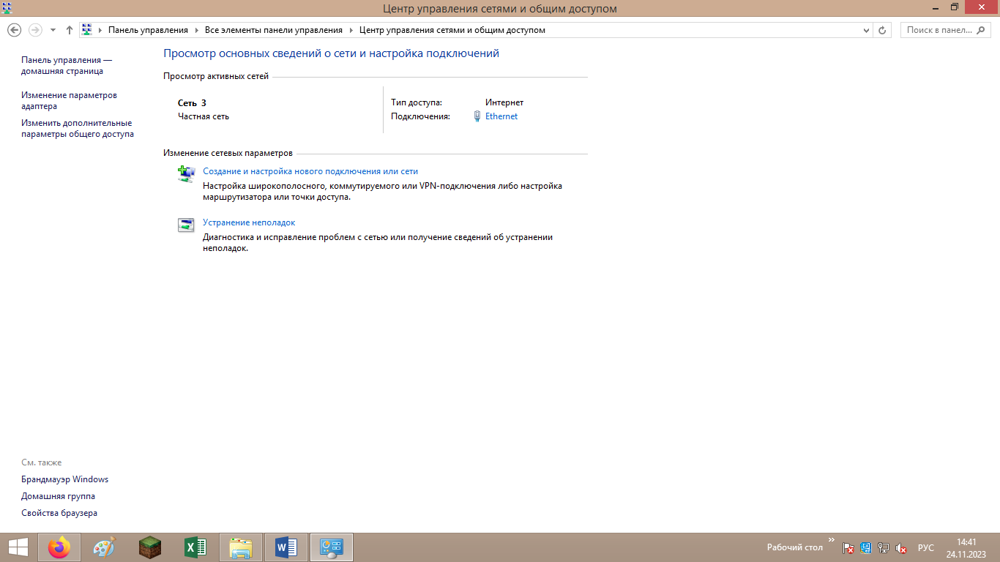 Центр управления сетями и общим доступом
Панель управления
Все элементы панели управления
Центр управления сетями и общим доступом
Поиск в панел...
Панель управления —
домашняя страница
Изменение параметров
адаптера
Изменить дополнительные
параметры общего доступа
Просмотр основных сведений о сети и настройка подключений
Просмотр активных сетей
Сеть 3
Частная сеть
Тип доступа: Интернет
Подключения: Ethernet
Изменение сетевых параметров
Создание и настройка нового подключения или сети
Настройка широкополосного, коммутируемого или VPN-подключения либо настройка
маршрутизатора или точки доступа.
Устранение неполадок
Диагностика и исправление проблем с сетью или получение сведений об устранении
неполадок.
См. также
Брандмауэр Windows
Домашняя группа
Свойства браузера
Рабочий стол
РУС
14:41
24.11.2023